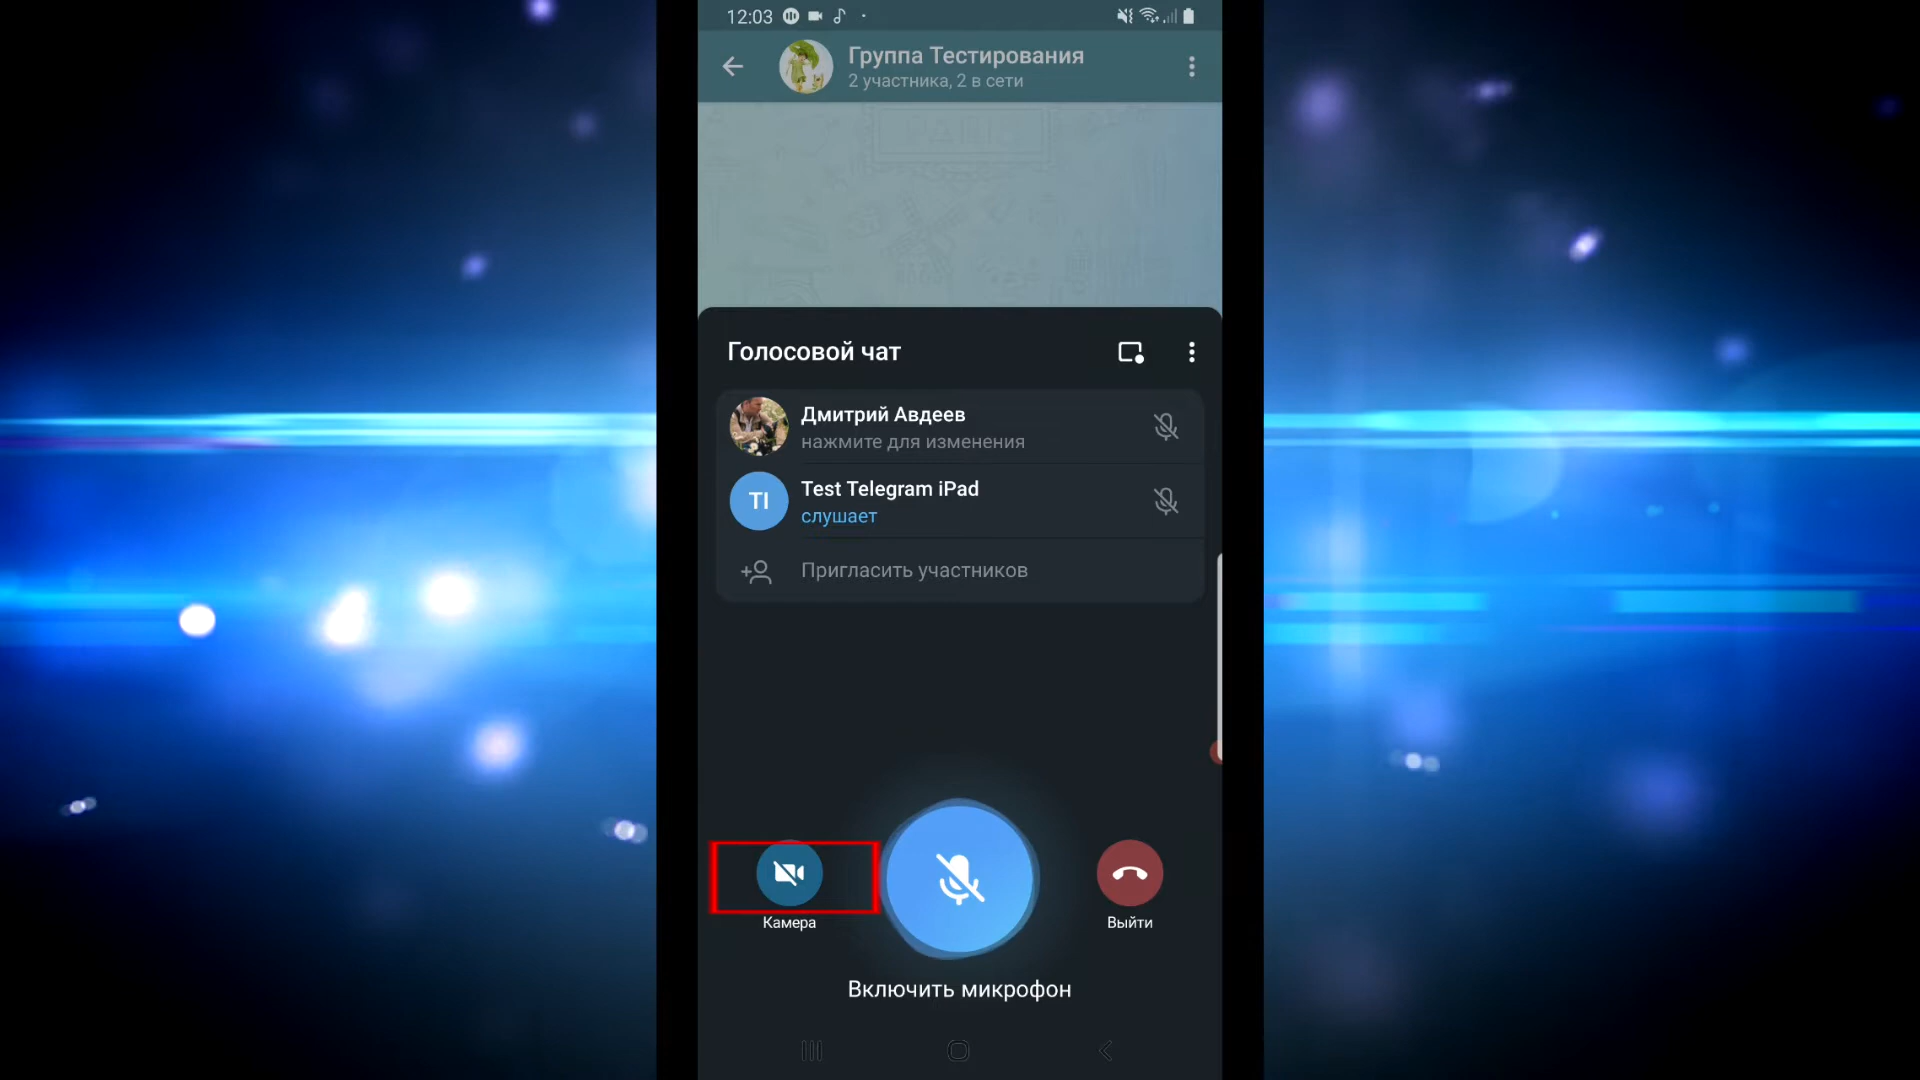 12:03
Группа Тестирования
2 участника, 2 в сети
Голосовой чат
Дмитрий Авдеев
нажмите для изменения
TI
Test Telegram iPad
слушает
Пригласить участников
Камера
Выйти
Включить микрофон